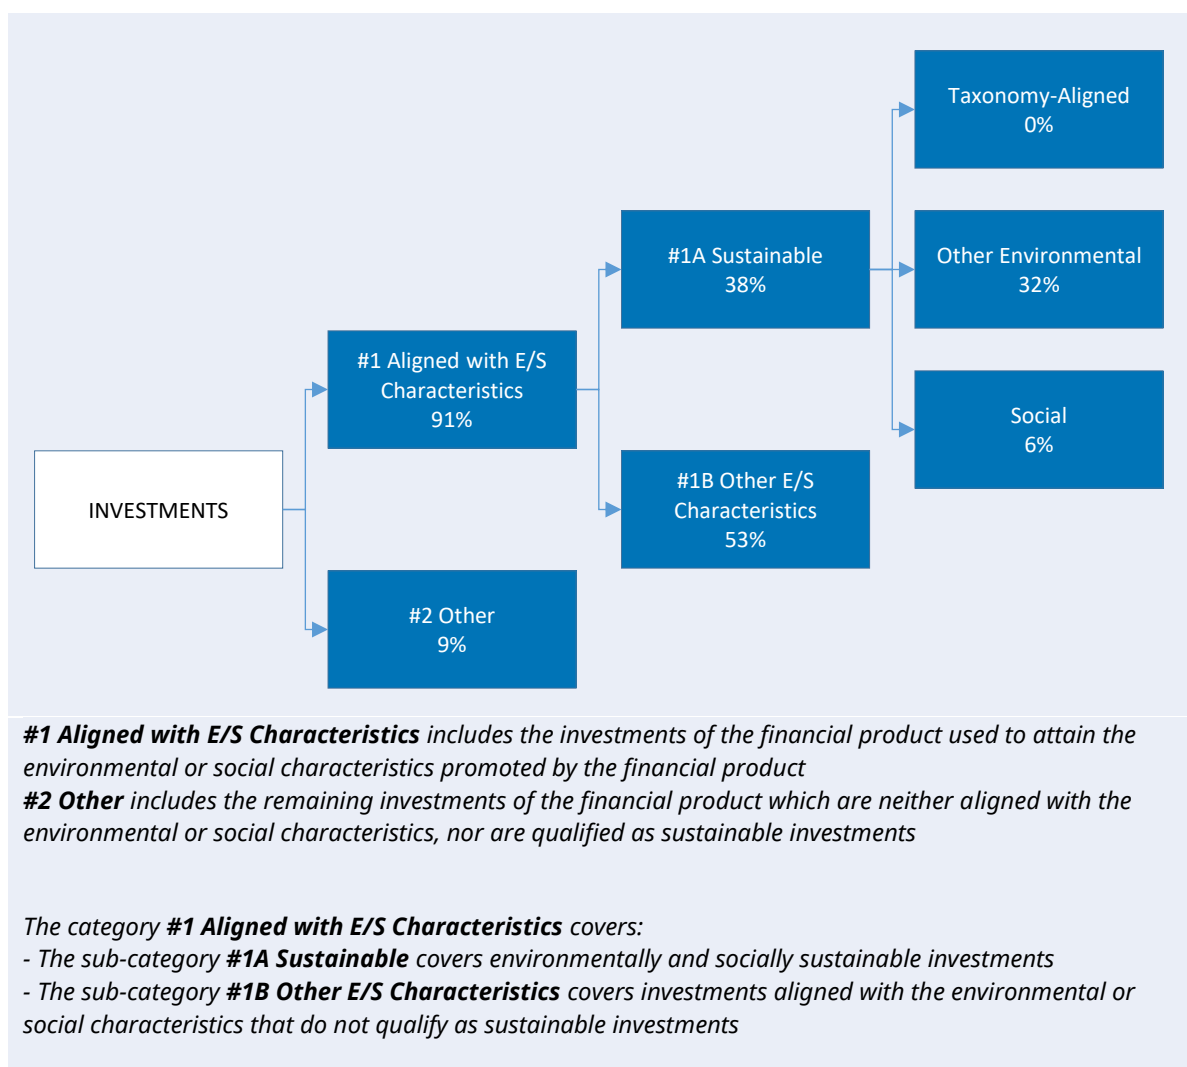 Taxonomy-Aligned
0%
#1A Sustainable
38%
Other Environmental
32%
#1 Aligned with E/S
Characteristics
91%
Social
6%
INVESTMENTS
#1B Other E/S
Characteristics
53%
#2 Other
9%
#1 Aligned with E/S Characteristics includes the investments of the financial product used to attain the
environmental or social characteristics promoted by the financial product
#2 Other includes the remaining investments of the financial product which are neither aligned with the
environmental or social characteristics, nor are qualified as sustainable investments
The category #1 Aligned with E/S Characteristics covers:
- The sub-category #1A Sustainable covers environmentally and socially sustainable investments
- The sub-category #1B Other E/S Characteristics covers investments aligned with the environmental or
social characteristics that do not qualify as sustainable investments